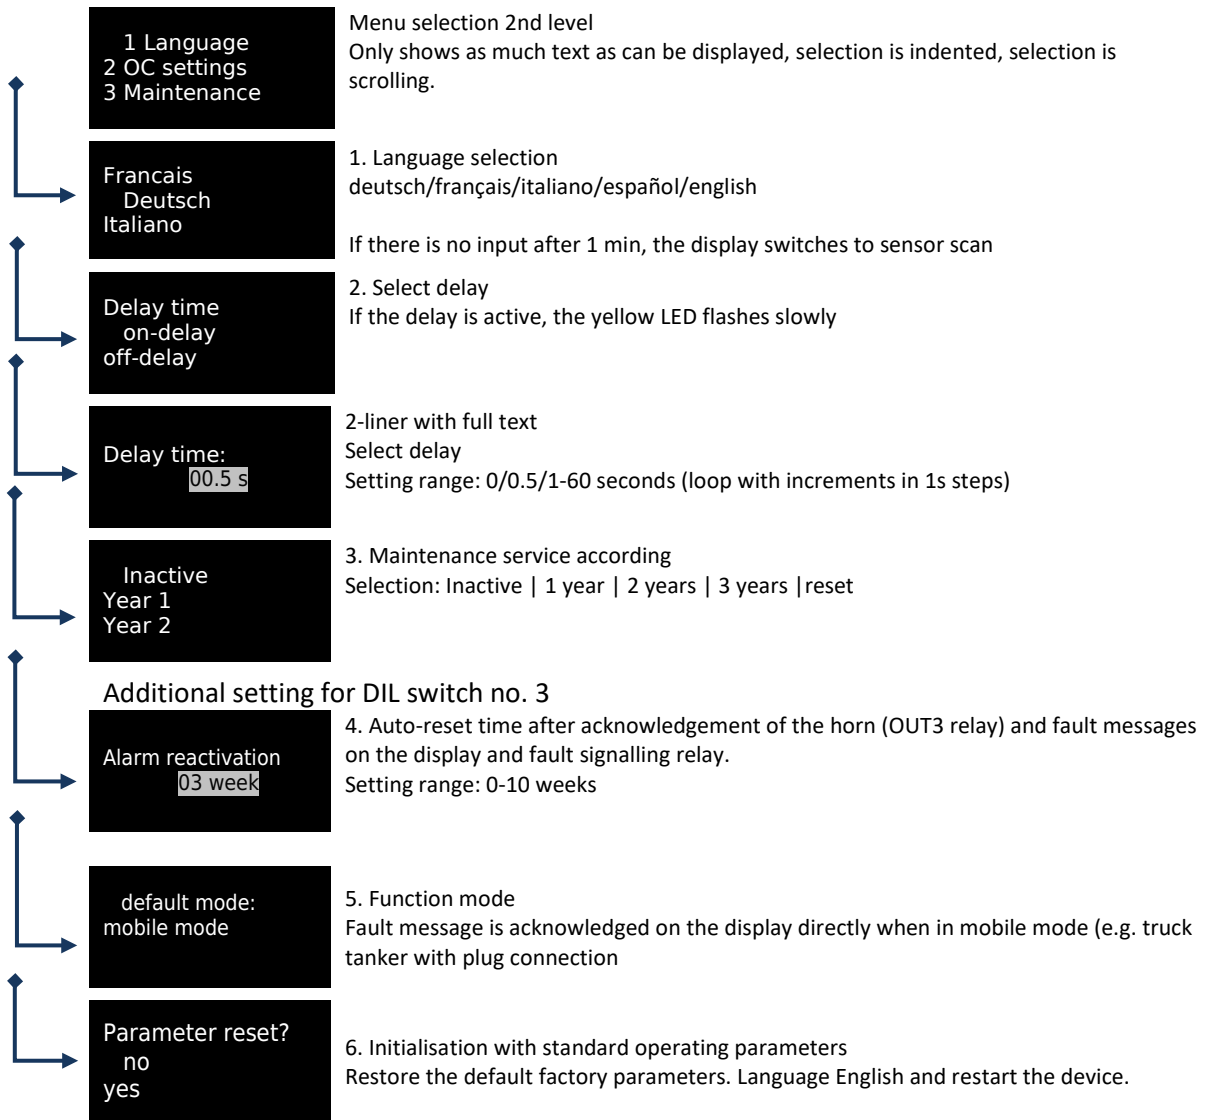 1 Language
2 OC settings
3 Maintenance
Menu selection 2nd level
Only shows as much text as can be displayed, selection is indented, selection is
scrolling.
Francais
Deutsch
Italiano
1. Language selection
deutsch/français/italiano/español/english
If there is no input after 1 min, the display switches to sensor scan
Delay time
on-delay
off-delay
2. Select delay
If the delay is active, the yellow LED flashes slowly
Delay time:
00.5 s
2-liner with full text
Select delay
Setting range: 0/0.5/1-60 seconds (loop with increments in 1s steps)
Inactive
Year 1
Year 2
3. Maintenance service according
Selection: Inactive | 1 year | 2 years | 3 years |reset
Additional setting for DIL switch no. 3
Alarm reactivation
03 week
4. Auto-reset time after acknowledgement of the horn (OUT3 relay) and fault messages
on the display and fault signalling relay.
Setting range: 0-10 weeks
default mode:
mobile mode
5. Function mode
Fault message is acknowledged on the display directly when in mobile mode (e.g. truck
tanker with plug connection
Parameter reset?
no
yes
6. Initialisation with standard operating parameters
Restore the default factory parameters. Language English and restart the device.